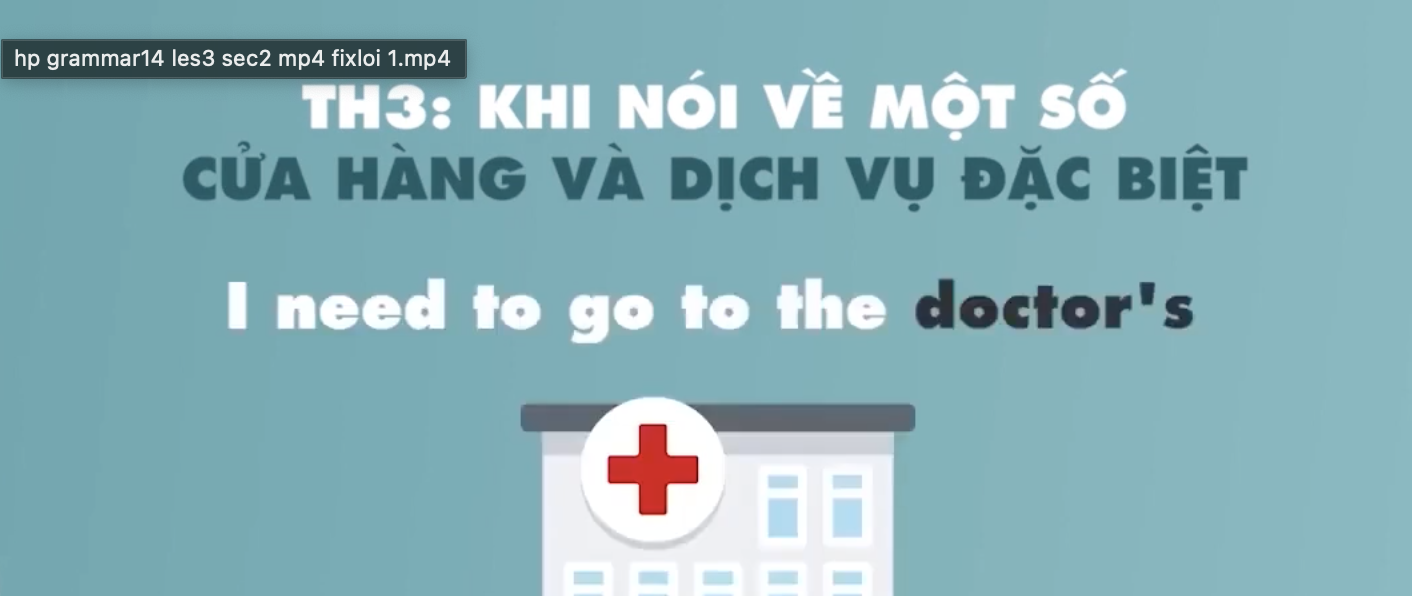 hp grammar14 les3 sec2 mp4 fixloi 1.mp4
TH3: KHI NÓI VỀ MỘT SỐ
CỬA HÀNG VÀ DỊCH VỤ ĐẶC BIỆT
I need to go to the doctor's